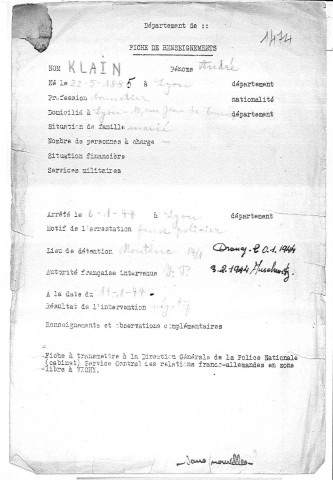 Département de ::
1474
FICHE DE RENSEIGNEMENTS
NOM KLAIN Prénoms André
Né le 22-5-1885 à Lyon département
Profession nationalité
Domicilié à Lyon département
Situation de famille marié
Nombre de personnes à charge -
Situation financière
Services militaires
Arrêté le 6-1-44 à Lyon département
Motif de l'arrestation
Lieu de détention Montluc Drancy 20.1.1944
3.2.1944 Auschwitz
Autorité française intervenue
A la date du 11-1-44
Résultat de l'intervention
Renseignements et observations complémentaires
Fiche à transmettre à la Direction Générale de la Police Nationale
(cabinet) Service Central des relations franco-allemandes en zone
libre à VICHY.
sans nouvelles